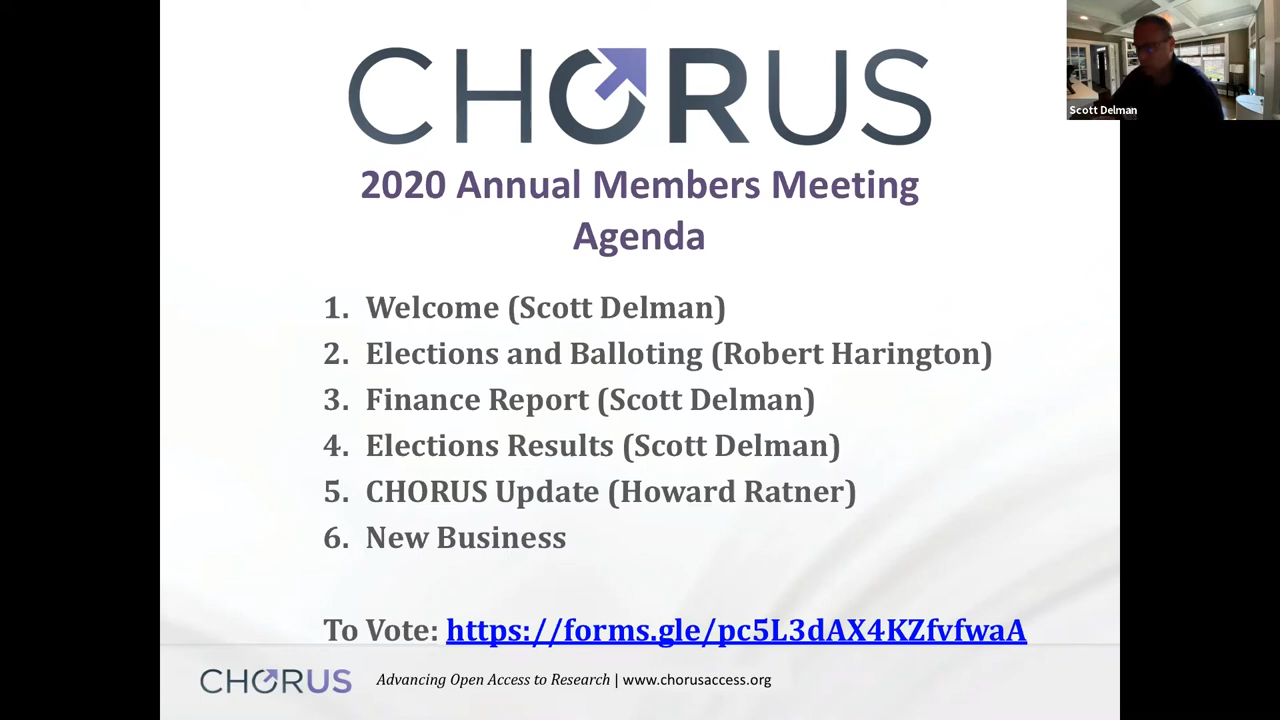 CHORUS
Scott Delman
2020 Annual Members Meeting
Agenda
1. Welcome (Scott Delman)
2. Elections and Balloting (Robert Harington)
3. Finance Report (Scott Delman)
4. Elections Results (Scott Delman)
5. CHORUS Update (Howard Ratner)
6. New Business
To Vote: https://forms.gle/pc5L3dAX4KZfvfwaA
CHORUS Advancing Open Access to Research | www.chorusaccess.org